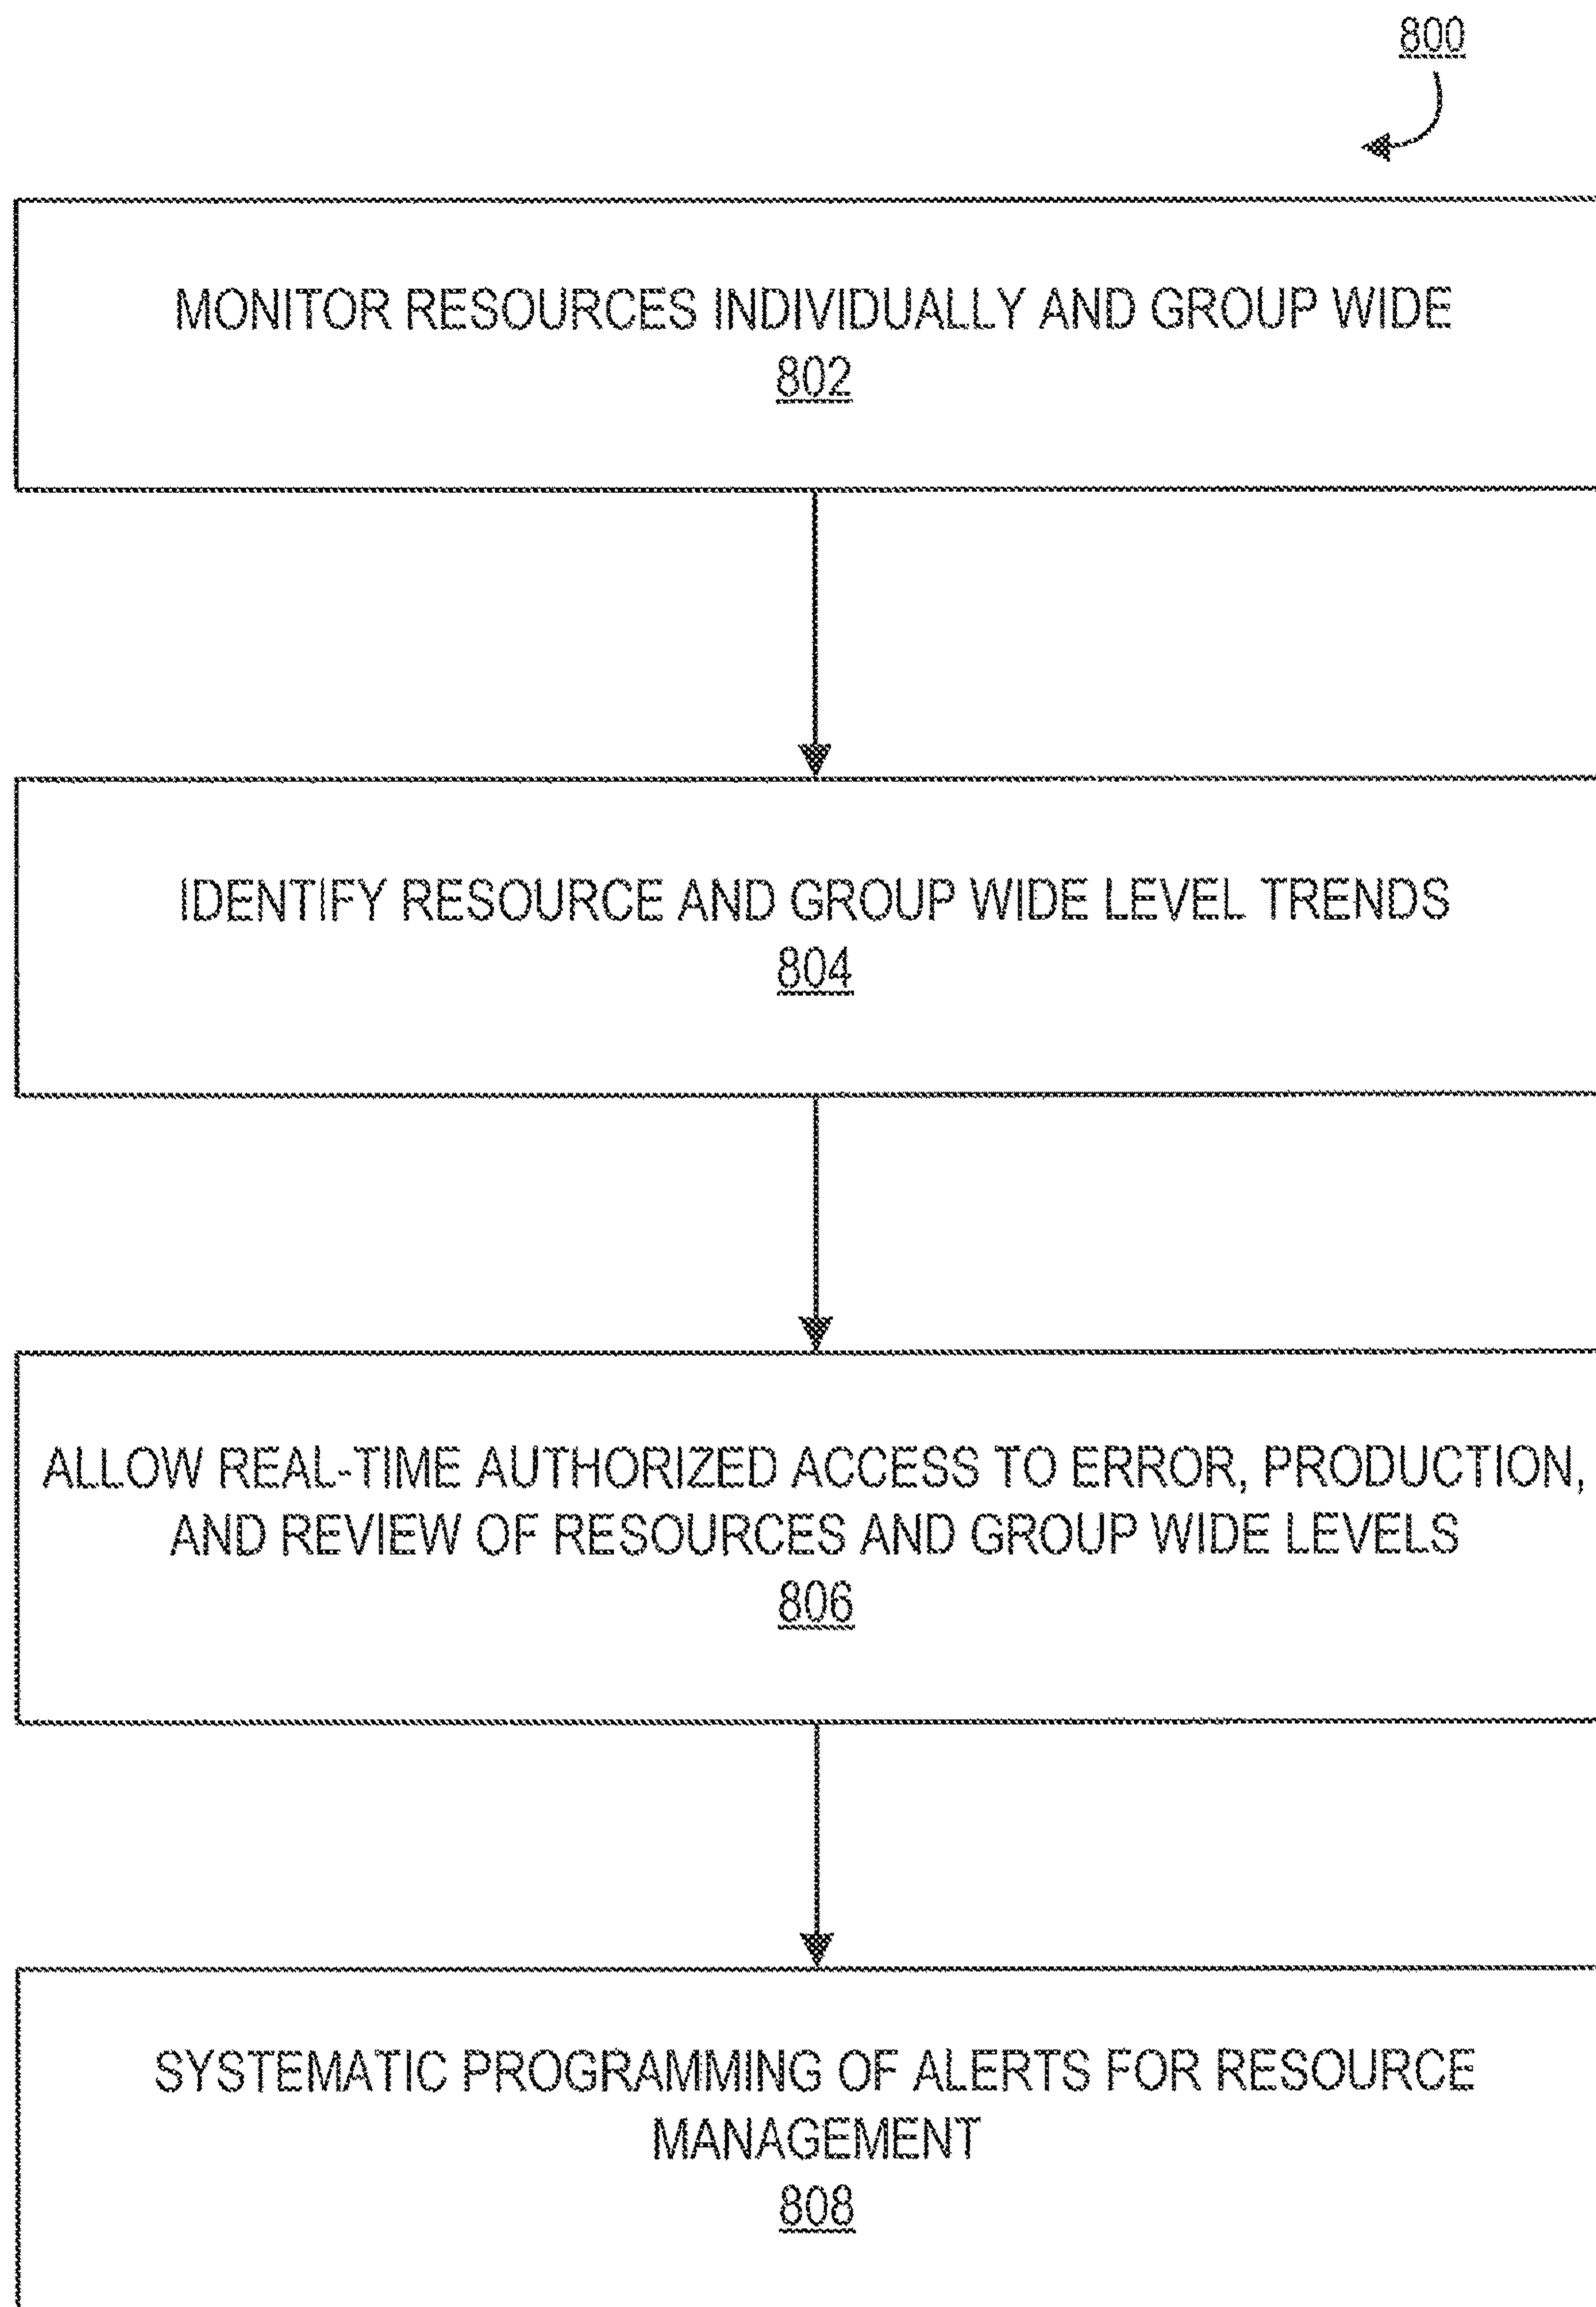 800
MONITOR RESOURCES INDIVIDUALLY AND GROUP WIDE
802
IDENTIFY RESOURCE AND GROUP WIDE LEVEL TRENDS
804
ALLOW REAL-TIME AUTHORIZED ACCESS TO ERROR, PRODUCTION,
AND REVIEW OF RESOURCES AND GROUP WIDE LEVELS
806
SYSTEMATIC PROGRAMMING OF ALERTS FOR RESOURCE
MANAGEMENT
808